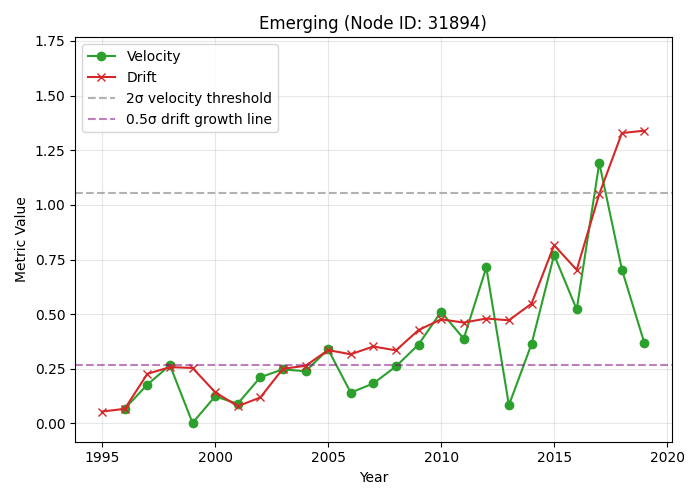 Emerging (Node ID: 31894)
Velocity
Drift
2σ velocity threshold
0.5σ drift growth line
Metric Value
1.75
1.50
1.25
1.00
0.75
0.50
0.25
0.00
1995 2000 2005 2010 2015 2020
Year